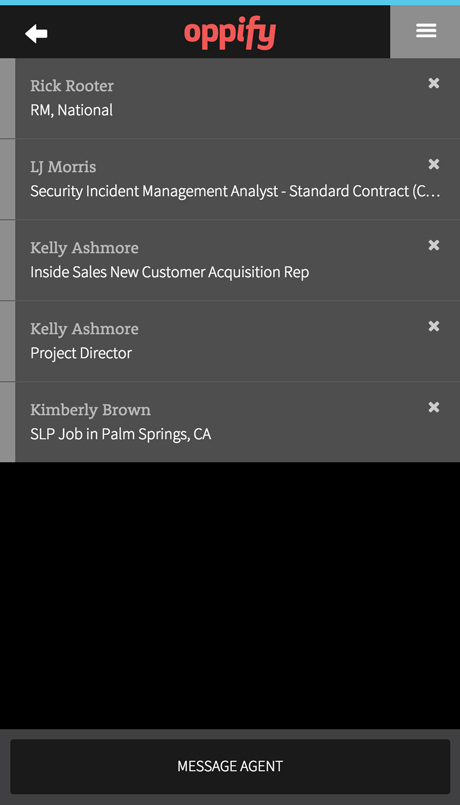 oppify
Rick Rooter
RM, National
LJ Morris
Security Incident Management Analyst - Standard Contract (C...
Kelly Ashmore
Inside Sales New Customer Acquisition Rep
Kelly Ashmore
Project Director
Kimberly Brown
SLP Job in Palm Springs, CA
MESSAGE AGENT